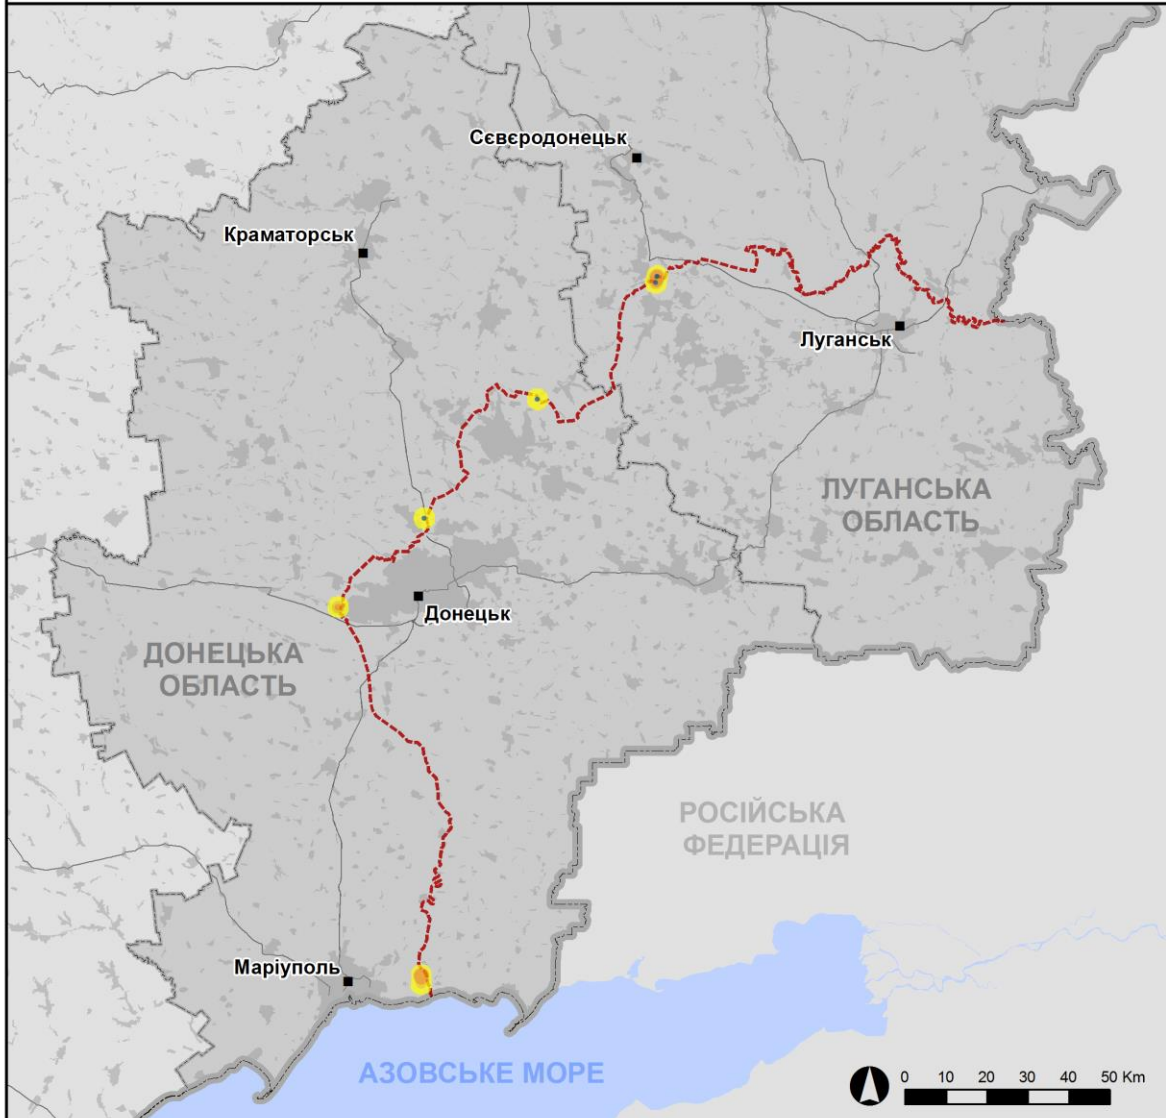 Сєвєродонецьк
Краматорськ
Луганськ
ЛУГАНСЬКА
ОБЛАСТЬ
Донецьк
ДОНЕЦЬКА
ОБЛАСТЬ
РОСІЙСЬКА
ФЕДЕРАЦІЯ
Маріуполь
АЗОВСЬКЕ МОРЕ
0 10 20 30 40 50 Km